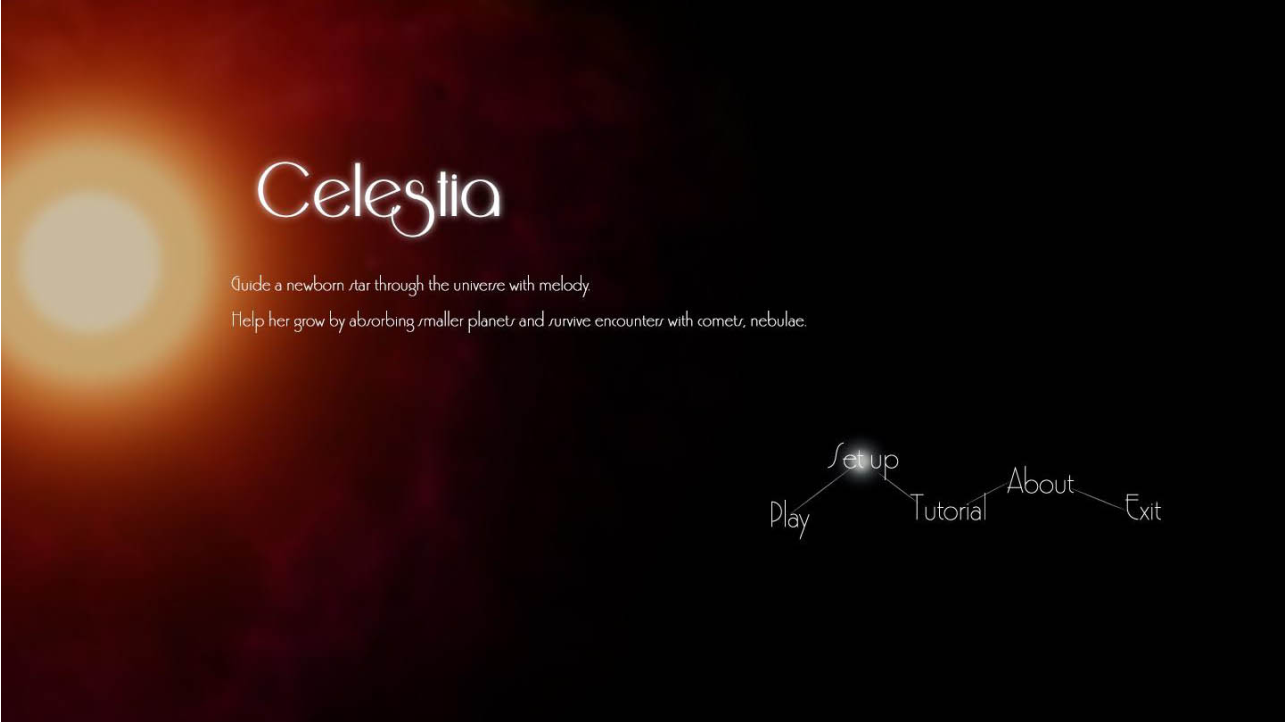 Celestia
Guide a newborn star through the universe with melody.
Help her grow by absorbing smaller planets and survive encounters with comets, nebulae.
Set up
Play
Tutorial
About
Exit